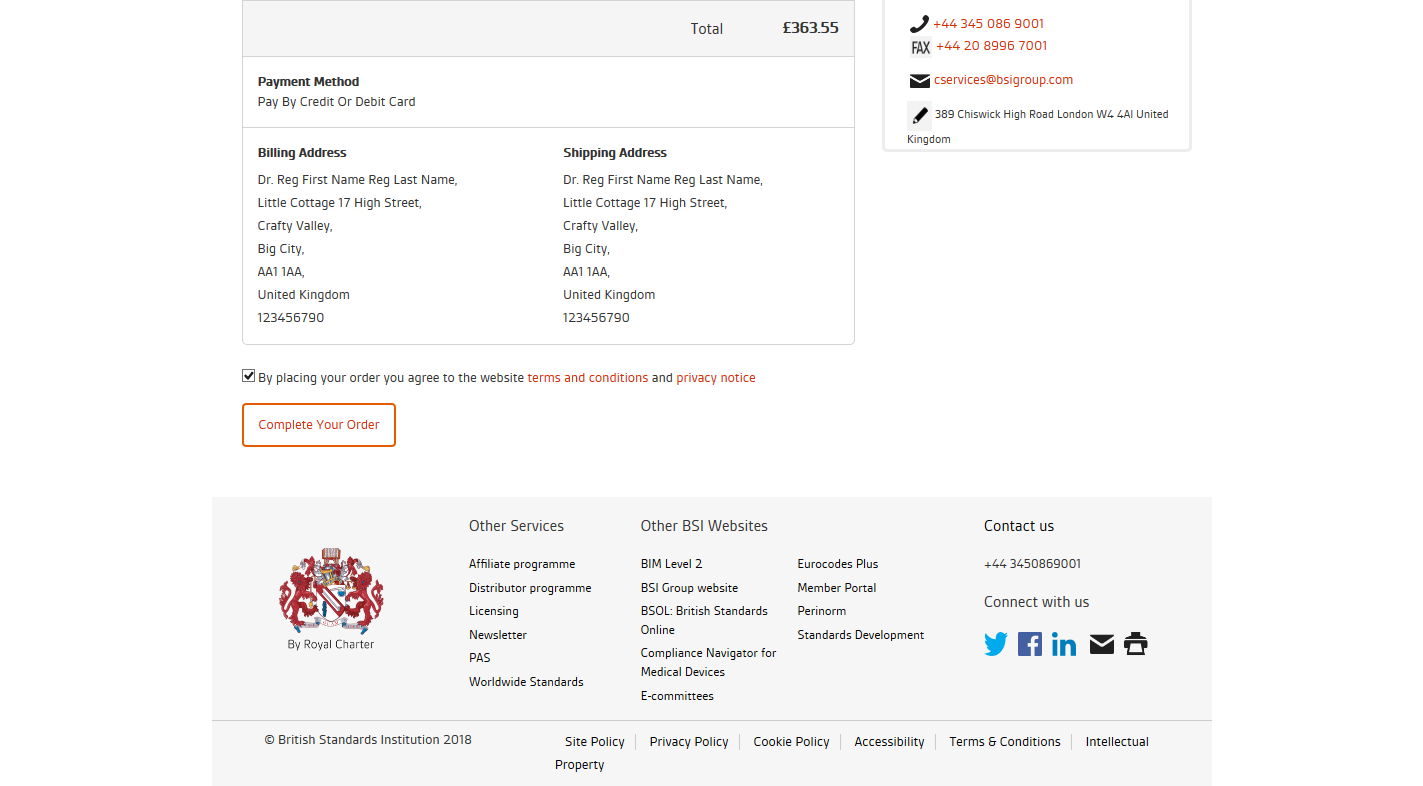 Total £363.55
Payment Method
Pay By Credit Or Debit Card
Billing Address
Dr. Reg First Name Reg Last Name,
Little Cottage 17 High Street,
Crafty Valley,
Big City,
AA1 1AA,
United Kingdom
123456790
Shipping Address
Dr. Reg First Name Reg Last Name,
Little Cottage 17 High Street,
Crafty Valley,
Big City,
AA1 1AA,
United Kingdom
123456790
By placing your order you agree to the website terms and conditions and privacy notice
Complete Your Order
+44 345 086 9001
FAX +44 20 8996 7001
cservices@bsigroup.com
389 Chiswick High Road London W4 4Al United
Kingdom
By Royal Charter
Other Services
Affiliate programme
Distributor programme
Licensing
Newsletter
PAS
Worldwide Standards
Other BSI Websites
BIM Level 2
BSI Group website
BSOL: British Standards
Online
Compliance Navigator for
Medical Devices
E-committees
Eurocodes Plus
Member Portal
Perinorm
Standards Development
Contact us
+44 3450869001
Connect with us
© British Standards Institution 2018
Site Policy Privacy Policy Cookie Policy Accessibility Terms & Conditions Intellectual
Property